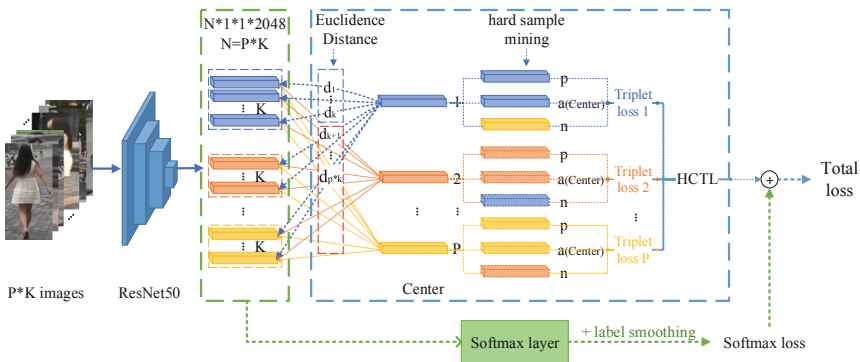 N*1*1*2048
N=P*K
Euclidence
Distance
hard sample
mining
K
K
K
d1
dk
dk+1
dp*k
1
2
P
p
a(Center)
n
p
a(Center)
n
p
a(Center)
n
Triplet
loss 1
Triplet
loss 2
Triplet
loss P
HCTL
+
Total
loss
P*K images
ResNet50
Center
Softmax layer
+ label smoothing
Softmax loss